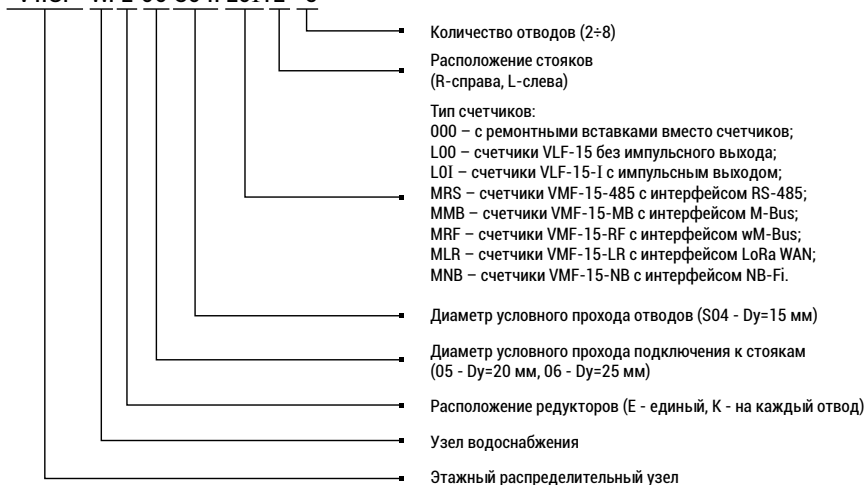 Количество отводов (2÷8)
Расположение стояков
(R-справа, L-слева)
Тип счетчиков:
000 – с ремонтными вставками вместо счетчиков;
L00 – счетчики VLF-15 без импульсного выхода;
L0I – счетчики VLF-15-I с импульсным выходом;
MRS – счетчики VMF-15-485 с интерфейсом RS-485;
MMB – счетчики VMF-15-MB с интерфейсом M-Bus;
MRF – счетчики VMF-15-RF с интерфейсом wM-Bus;
MLR – счетчики VMF-15-LR с интерфейсом LoRa WAN;
MNB – счетчики VMF-15-NB с интерфейсом NB-Fi.
Диаметр условного прохода отводов (S04 - Dy=15 мм)
Диаметр условного прохода подключения к стоякам
(05 - Dy=20 мм, 06 - Dy=25 мм)
Расположение редукторов (E - единый, K - на каждый отвод)
Узел водоснабжения
Этажный распределительный узел